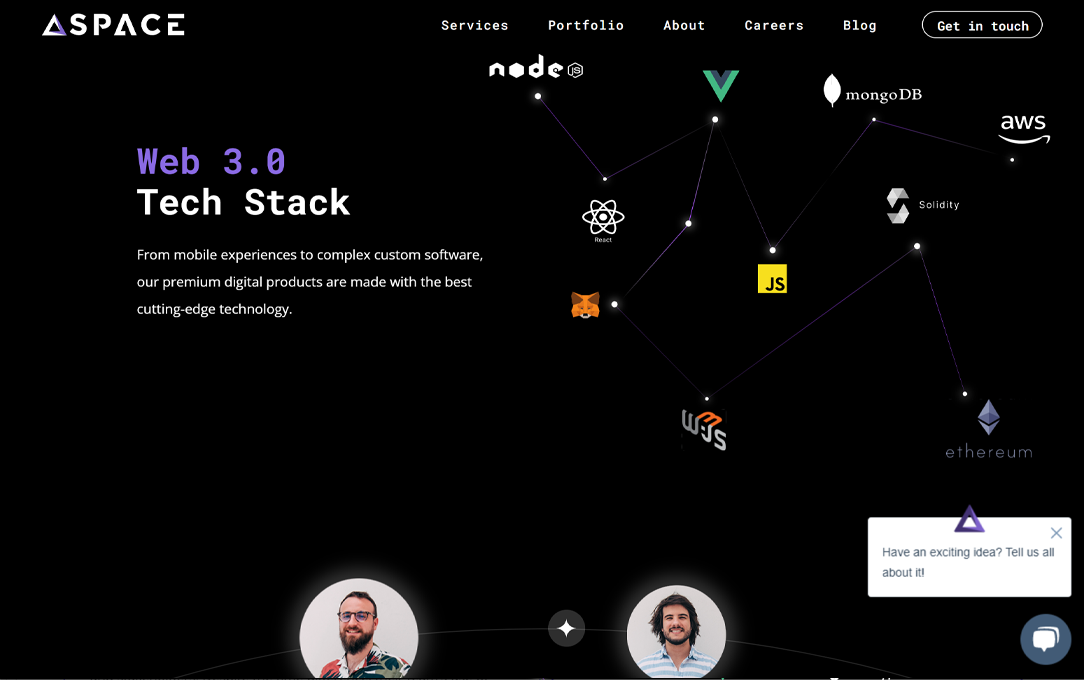 ASPACE
Services Portfolio About Careers Blog Get in touch
node JS
mongoDB
aws
Web 3.0
Tech Stack
Solidity
React
From mobile experiences to complex custom software,
our premium digital products are made with the best
cutting-edge technology.
JS
W3JS
ethereum
Have an exciting idea? Tell us all
about it!